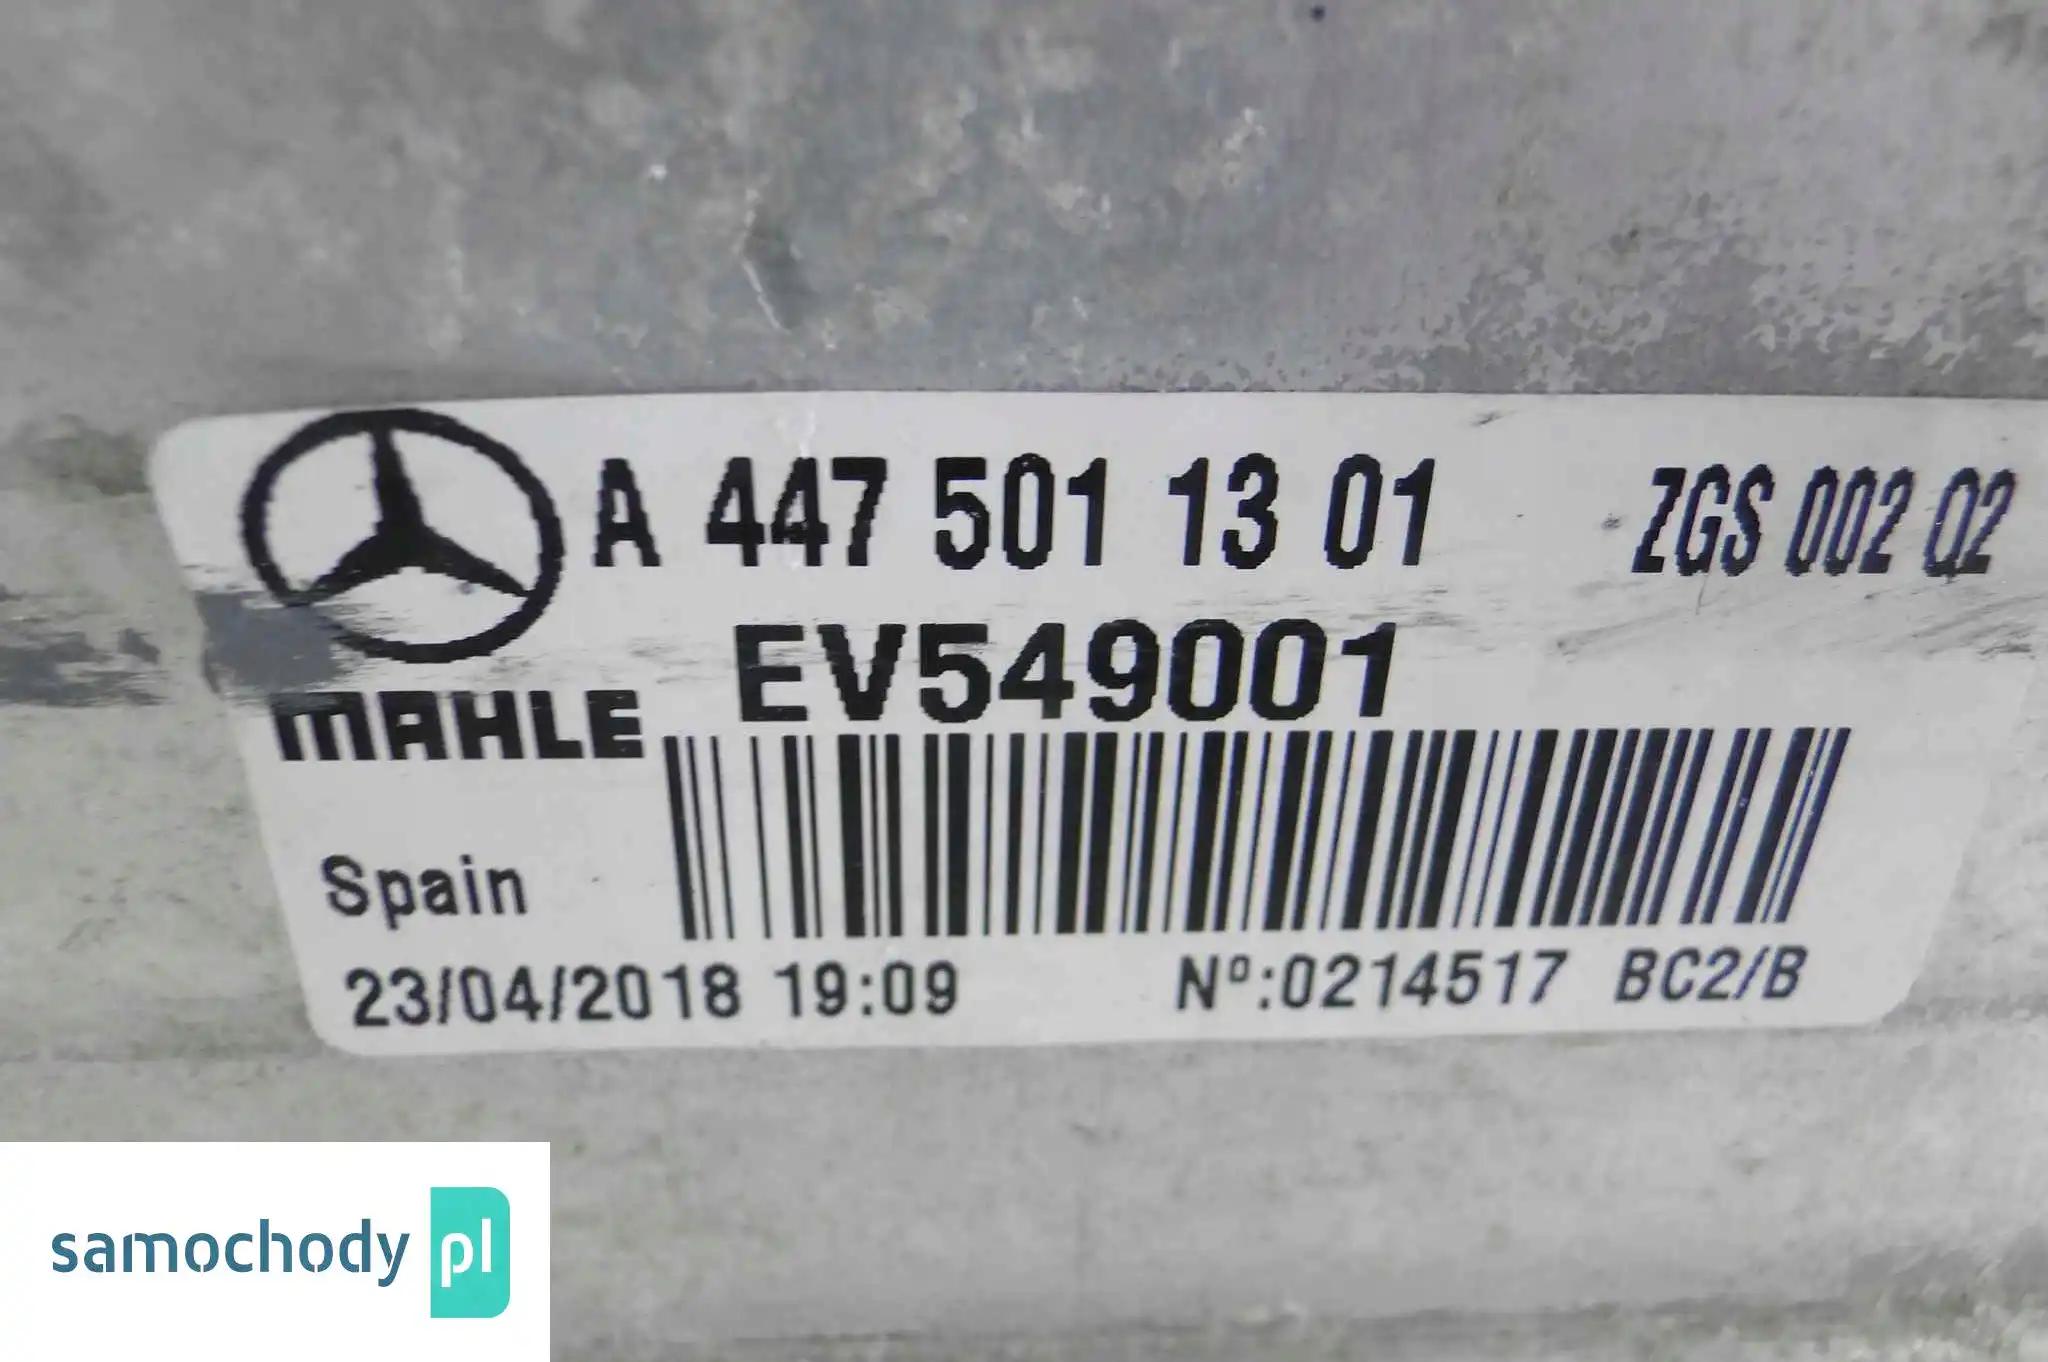 A 447 501 13 01 ZGS 002 Q2
EV549001
MAHLE
Spain
23/04/2018 19:09 Nº:0214517 BC2/B
samochody pl